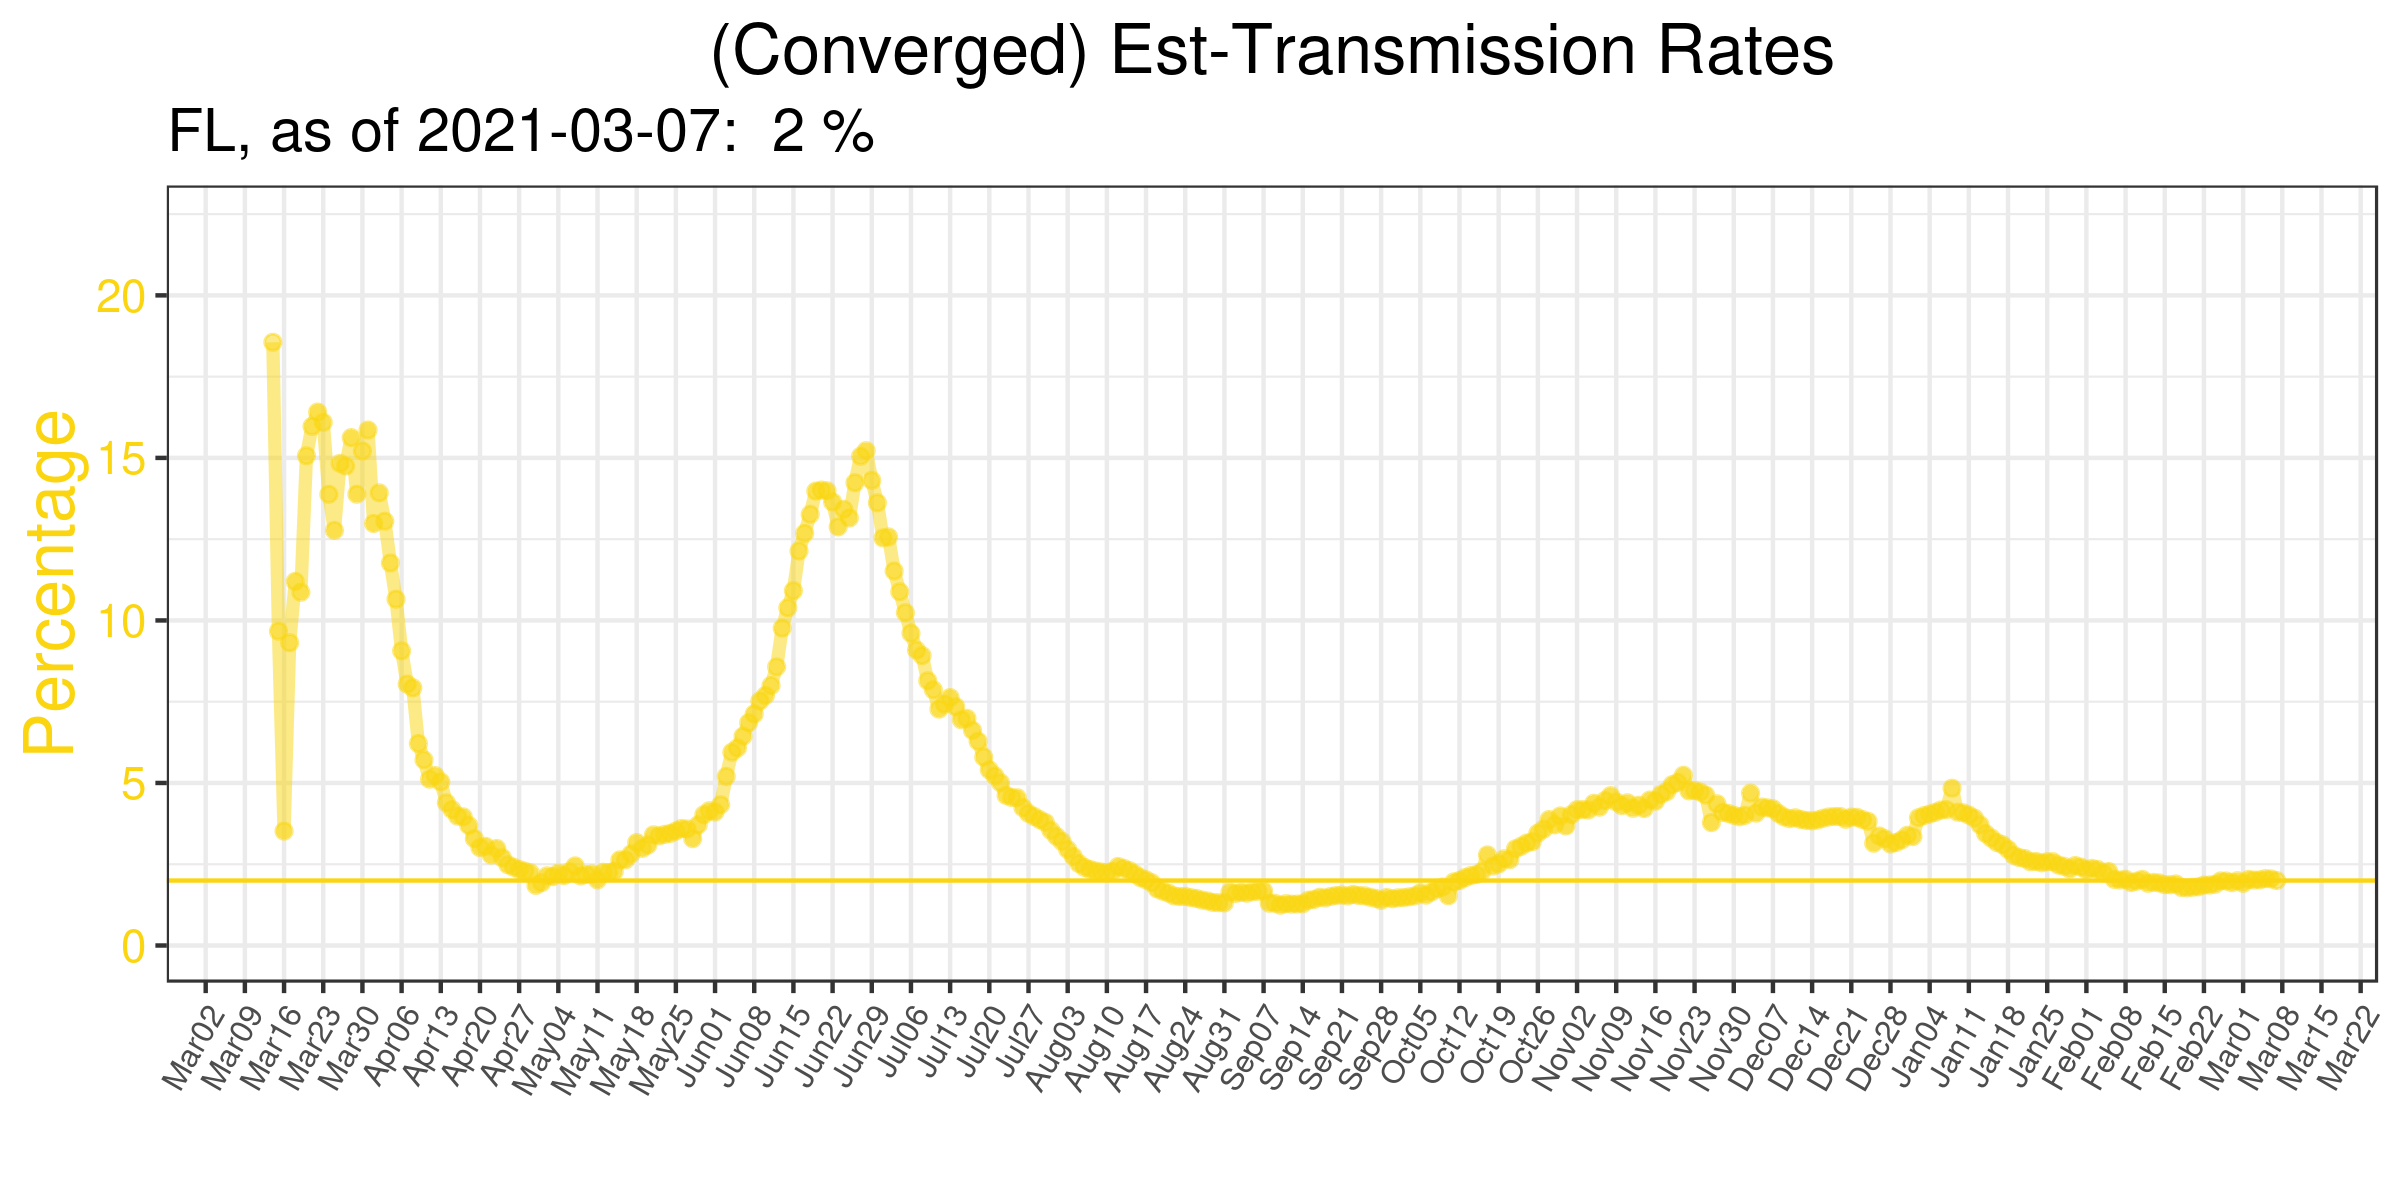 (Converged) Est-Transmission Rates
FL, as of 2021-03-07:  2 %
Percentage
20
15
10
5
0
Mar02
Mar09
Mar16
Mar23
Mar30
Apr06
Apr13
Apr20
Apr27
May04
May11
May18
May25
Jun01
Jun08
Jun15
Jun22
Jun29
Jul06
Jul13
Jul20
Jul27
Aug03
Aug10
Aug17
Aug24
Aug31
Sep07
Sep14
Sep21
Sep28
Oct05
Oct12
Oct19
Oct26
Nov02
Nov09
Nov16
Nov23
Nov30
Dec07
Dec14
Dec21
Dec28
Jan04
Jan11
Jan18
Jan25
Feb01
Feb08
Feb15
Feb22
Mar01
Mar08
Mar15
Mar22